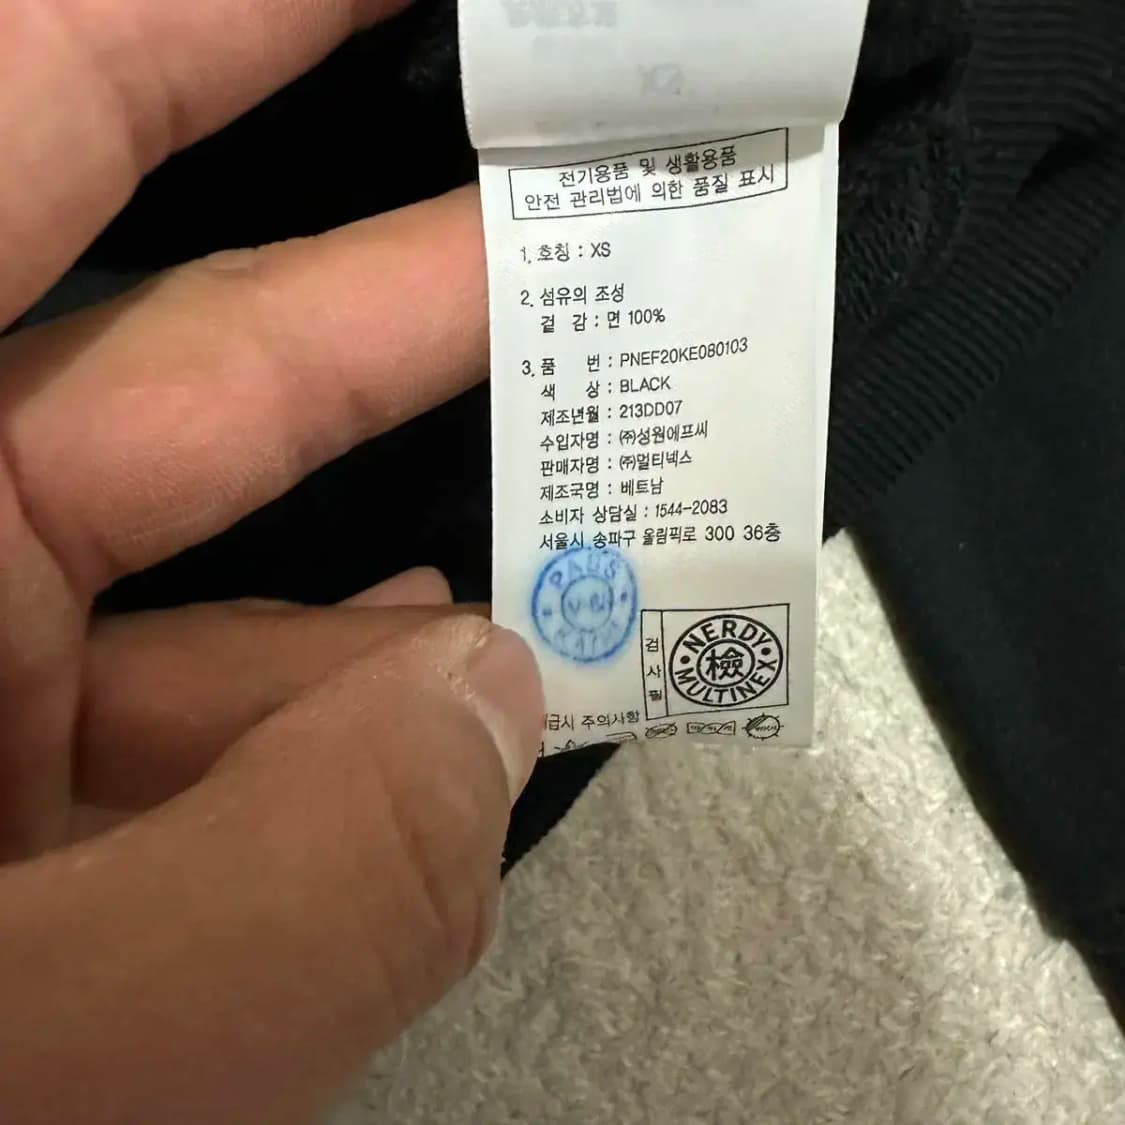 전기용품 및 생활용품
안전 관리법에 의한 품질 표시
1. 호칭 : XS
2. 섬유의 조성
겉 감 : 면 100%
3. 품 번 : PNEF20KE080103
색 상 : BLACK
제조년월 : 213DD07
수입자명 : ㈜성원에프씨
판매자명 : ㈜멀티넥스
제조국명 : 베트남
소비자 상담실 : 1544-2083
서울시 송파구 올림픽로 300 36층
검사필
NERDY
檢
MULTINEX
주의사항